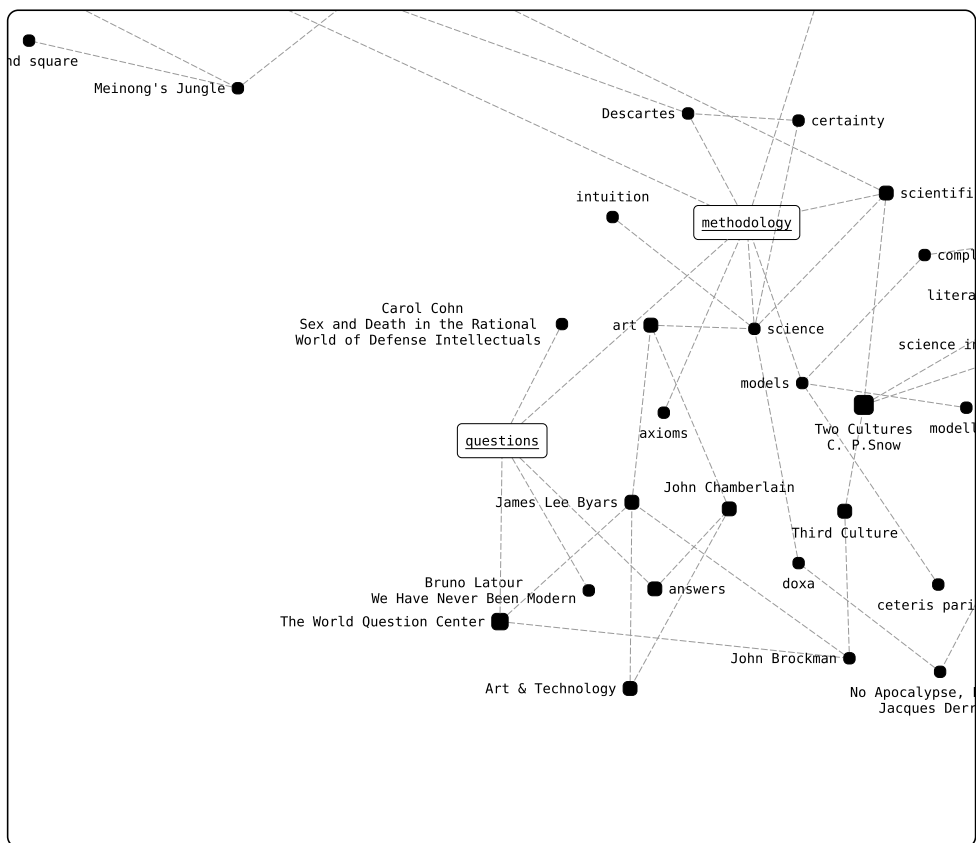 nd square
Meinong's Jungle
Descartes
certainty
scientifi
intuition
methodology
compl
litera
Carol Cohn
Sex and Death in the Rational
World of Defense Intellectuals
art
science
science in
models
Two Cultures
C. P.Snow
modell
axioms
questions
John Chamberlain
James Lee Byars
Third Culture
Bruno Latour
We Have Never Been Modern
answers
doxa
ceteris pari
The World Question Center
John Brockman
Art & Technology
No Apocalypse,
Jacques Derr